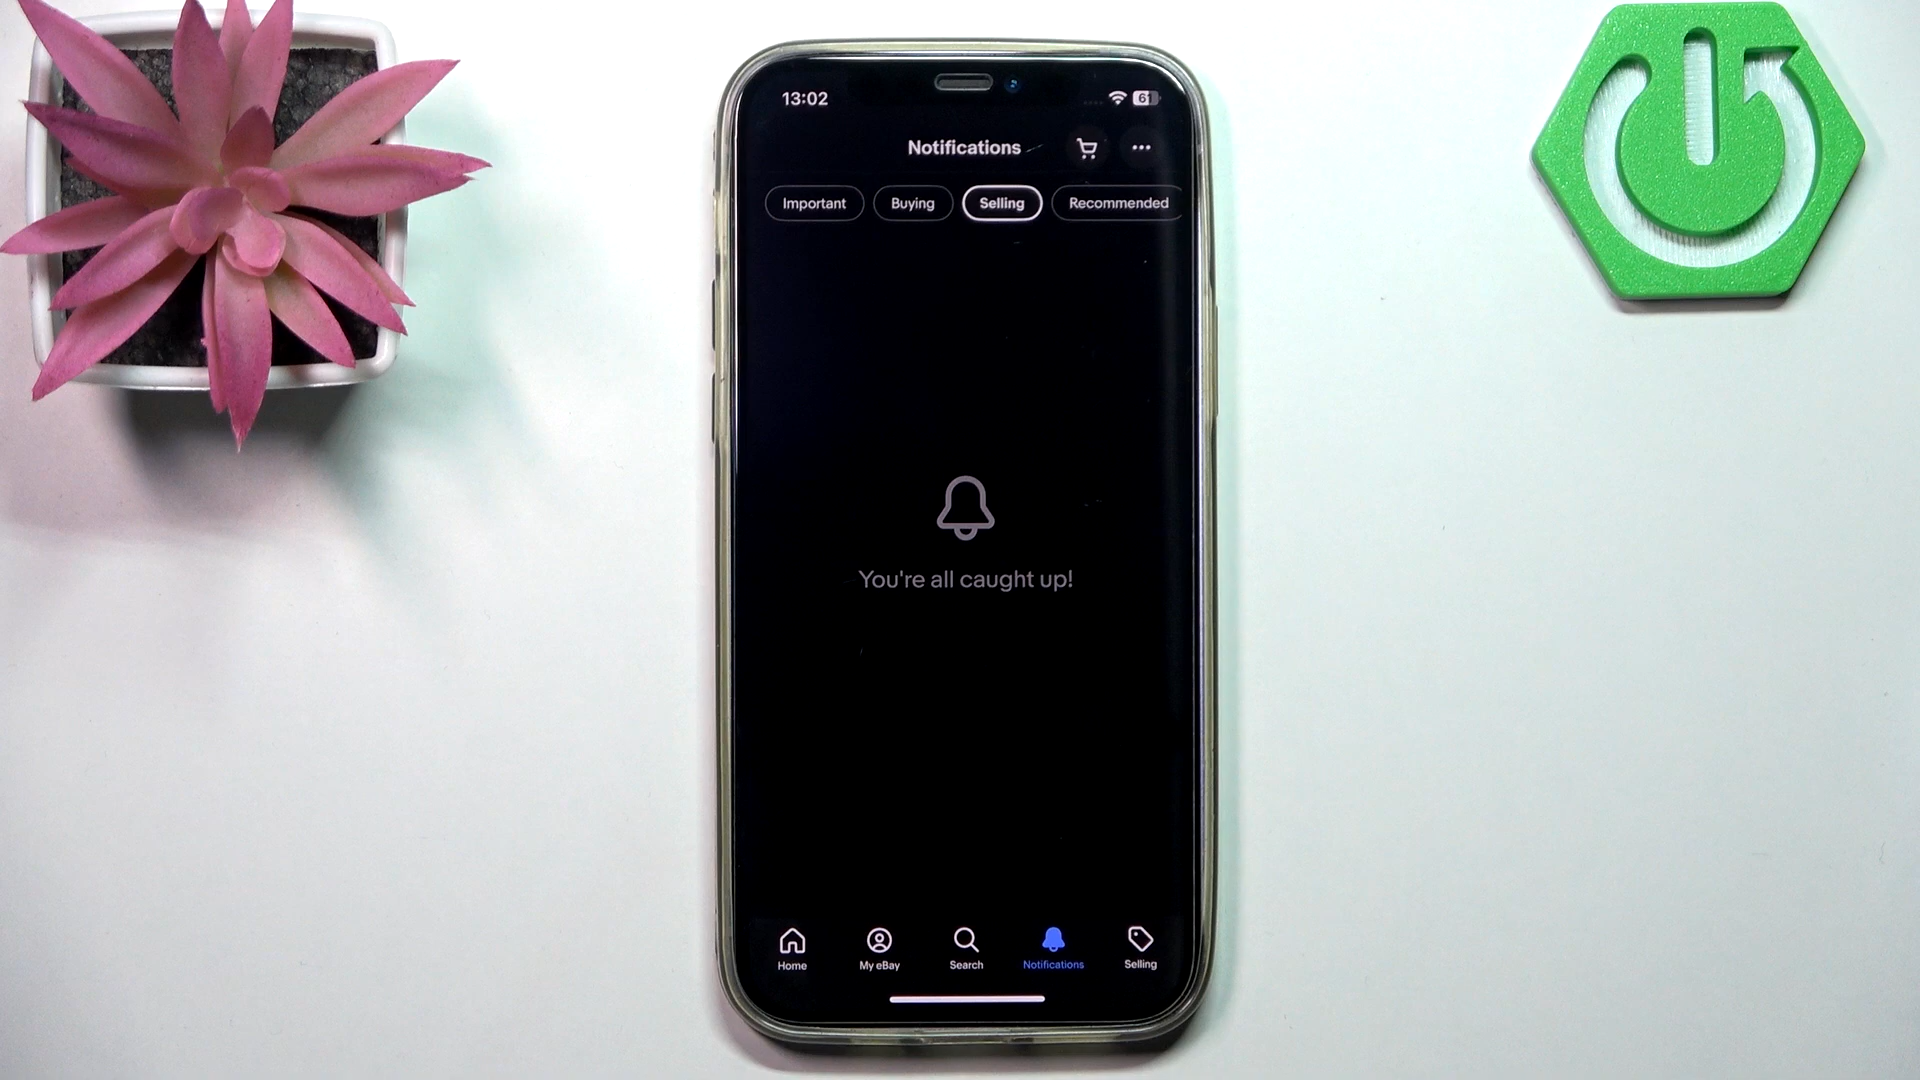 13:02
61
Notifications
Important
Buying
Selling
Recommended
You're all caught up!
Home
My eBay
Search
Notifications
Selling